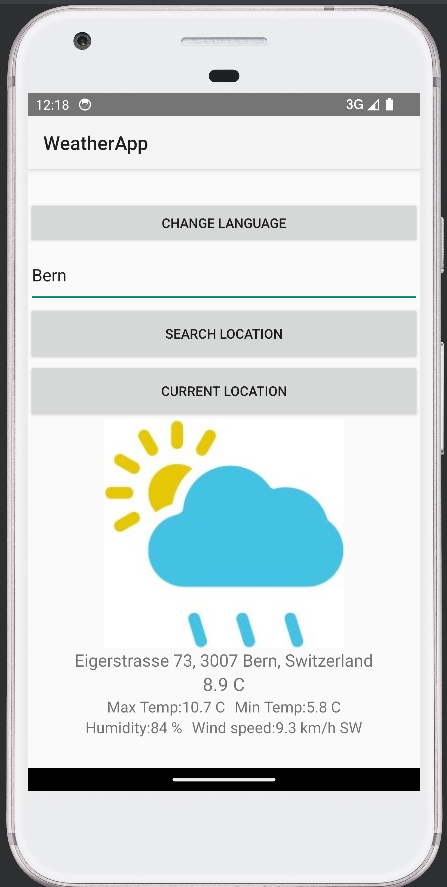 12:18 3G
WeatherApp
CHANGE LANGUAGE
Bern
SEARCH LOCATION
CURRENT LOCATION
Eigerstrasse 73, 3007 Bern, Switzerland
8.9 C
Max Temp:10.7 C Min Temp:5.8 C
Humidity:84 % Wind speed:9.3 km/h SW